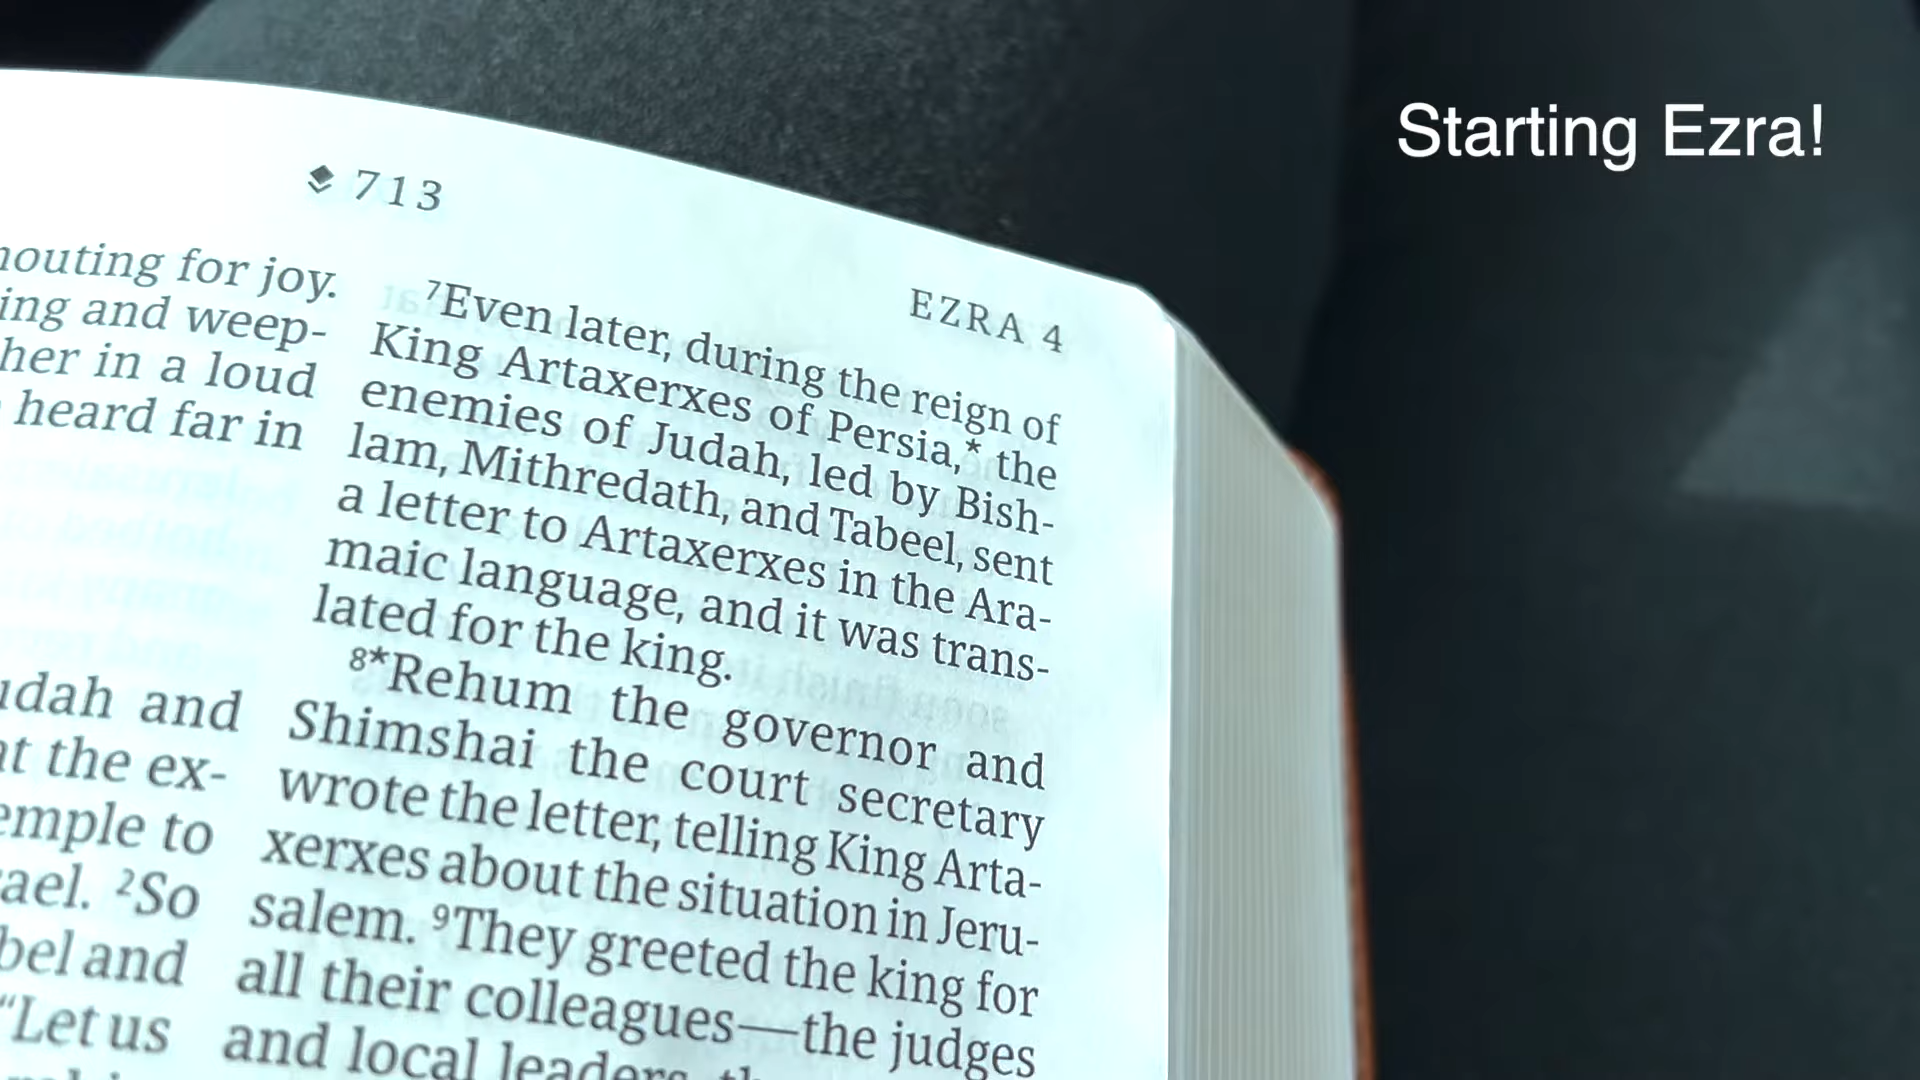 Starting Ezra!
713
EZRA 4
houting for joy.
ing and weep-
her in a loud
heard far in
udah and
at the ex-
emple to
ael. ²So
bel and
“Let us
⁷Even later, during the reign of
King Artaxerxes of Persia,* the
enemies of Judah, led by Bish-
lam, Mithredath, and Tabeel, sent
a letter to Artaxerxes in the Ara-
maic language, and it was trans-
lated for the king.
⁸*Rehum the governor and
Shimshai the court secretary
wrote the letter, telling King Arta-
xerxes about the situation in Jeru-
salem. ⁹They greeted the king for
all their colleagues—the judges
and local leaders